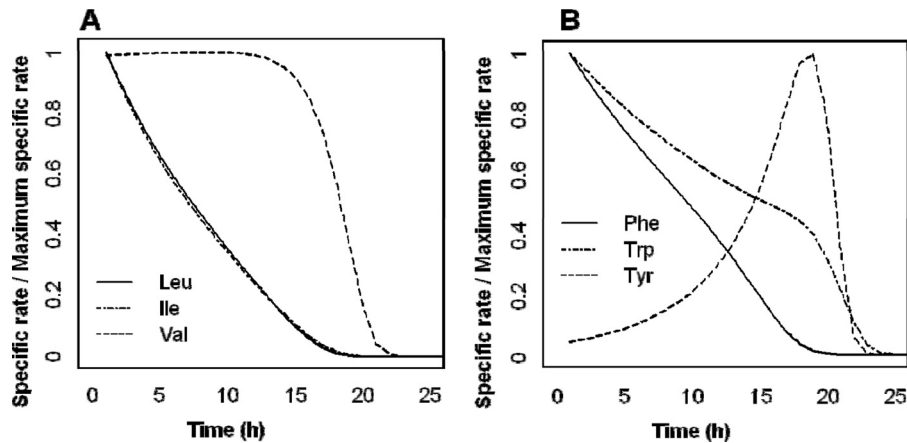 A
Specific rate / Maximum specific rate
1
0.8
0.6
0.4
0.2
0
Leu
Ile
Val
0 5 10 15 20 25
Time (h)
B
Specific rate / Maximum specific rate
1
0.8
0.6
0.4
0.2
0
Phe
Trp
Tyr
0 5 10 15 20 25
Time (h)